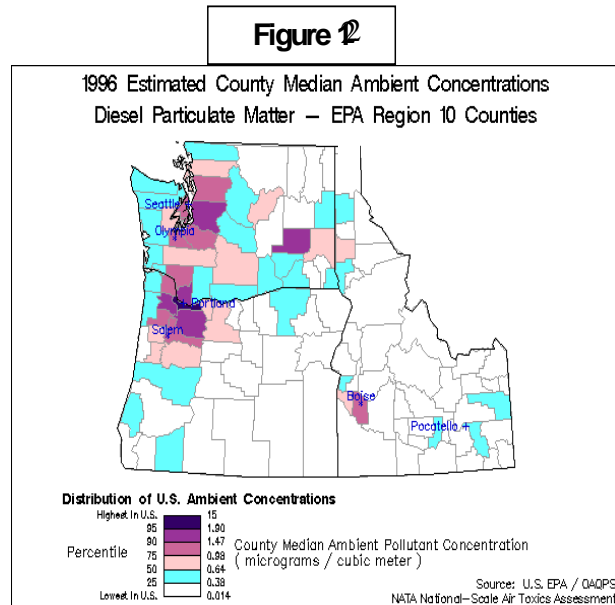 Figure 12
1996 Estimated County Median Ambient Concentrations
Diesel Particulate Matter – EPA Region 10 Counties
Seattle
Olympia
Portland
Salem
Boise
Pocatello
Distribution of U.S. Ambient Concentrations
Highest In U.S. 15
95 1.90
90 1.47
Percentile 75 0.98 County Median Ambient Pollutant Concentration
50 0.64 ( micrograms / cubic meter )
25 0.38
Lowest In U.S. 0.014
Source: U.S. EPA / OAQPS
NATA National–Scale Air Toxics Assessment